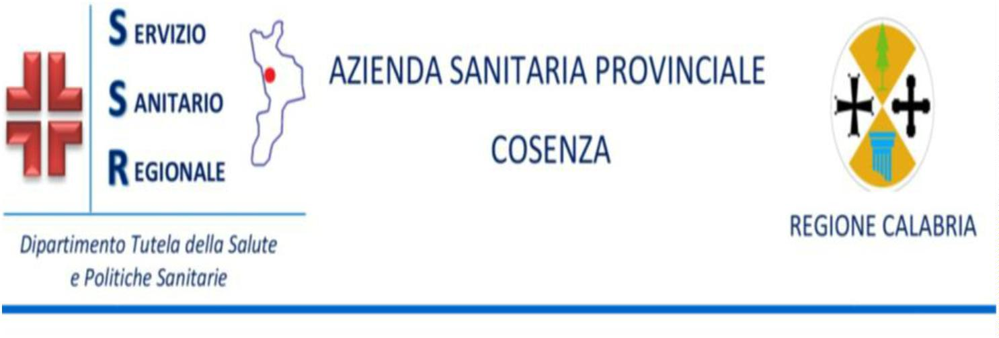 SERVIZIO
SANITARIO
REGIONALE
Dipartimento Tutela della Salute
e Politiche Sanitarie
AZIENDA SANITARIA PROVINCIALE
COSENZA
REGIONE CALABRIA